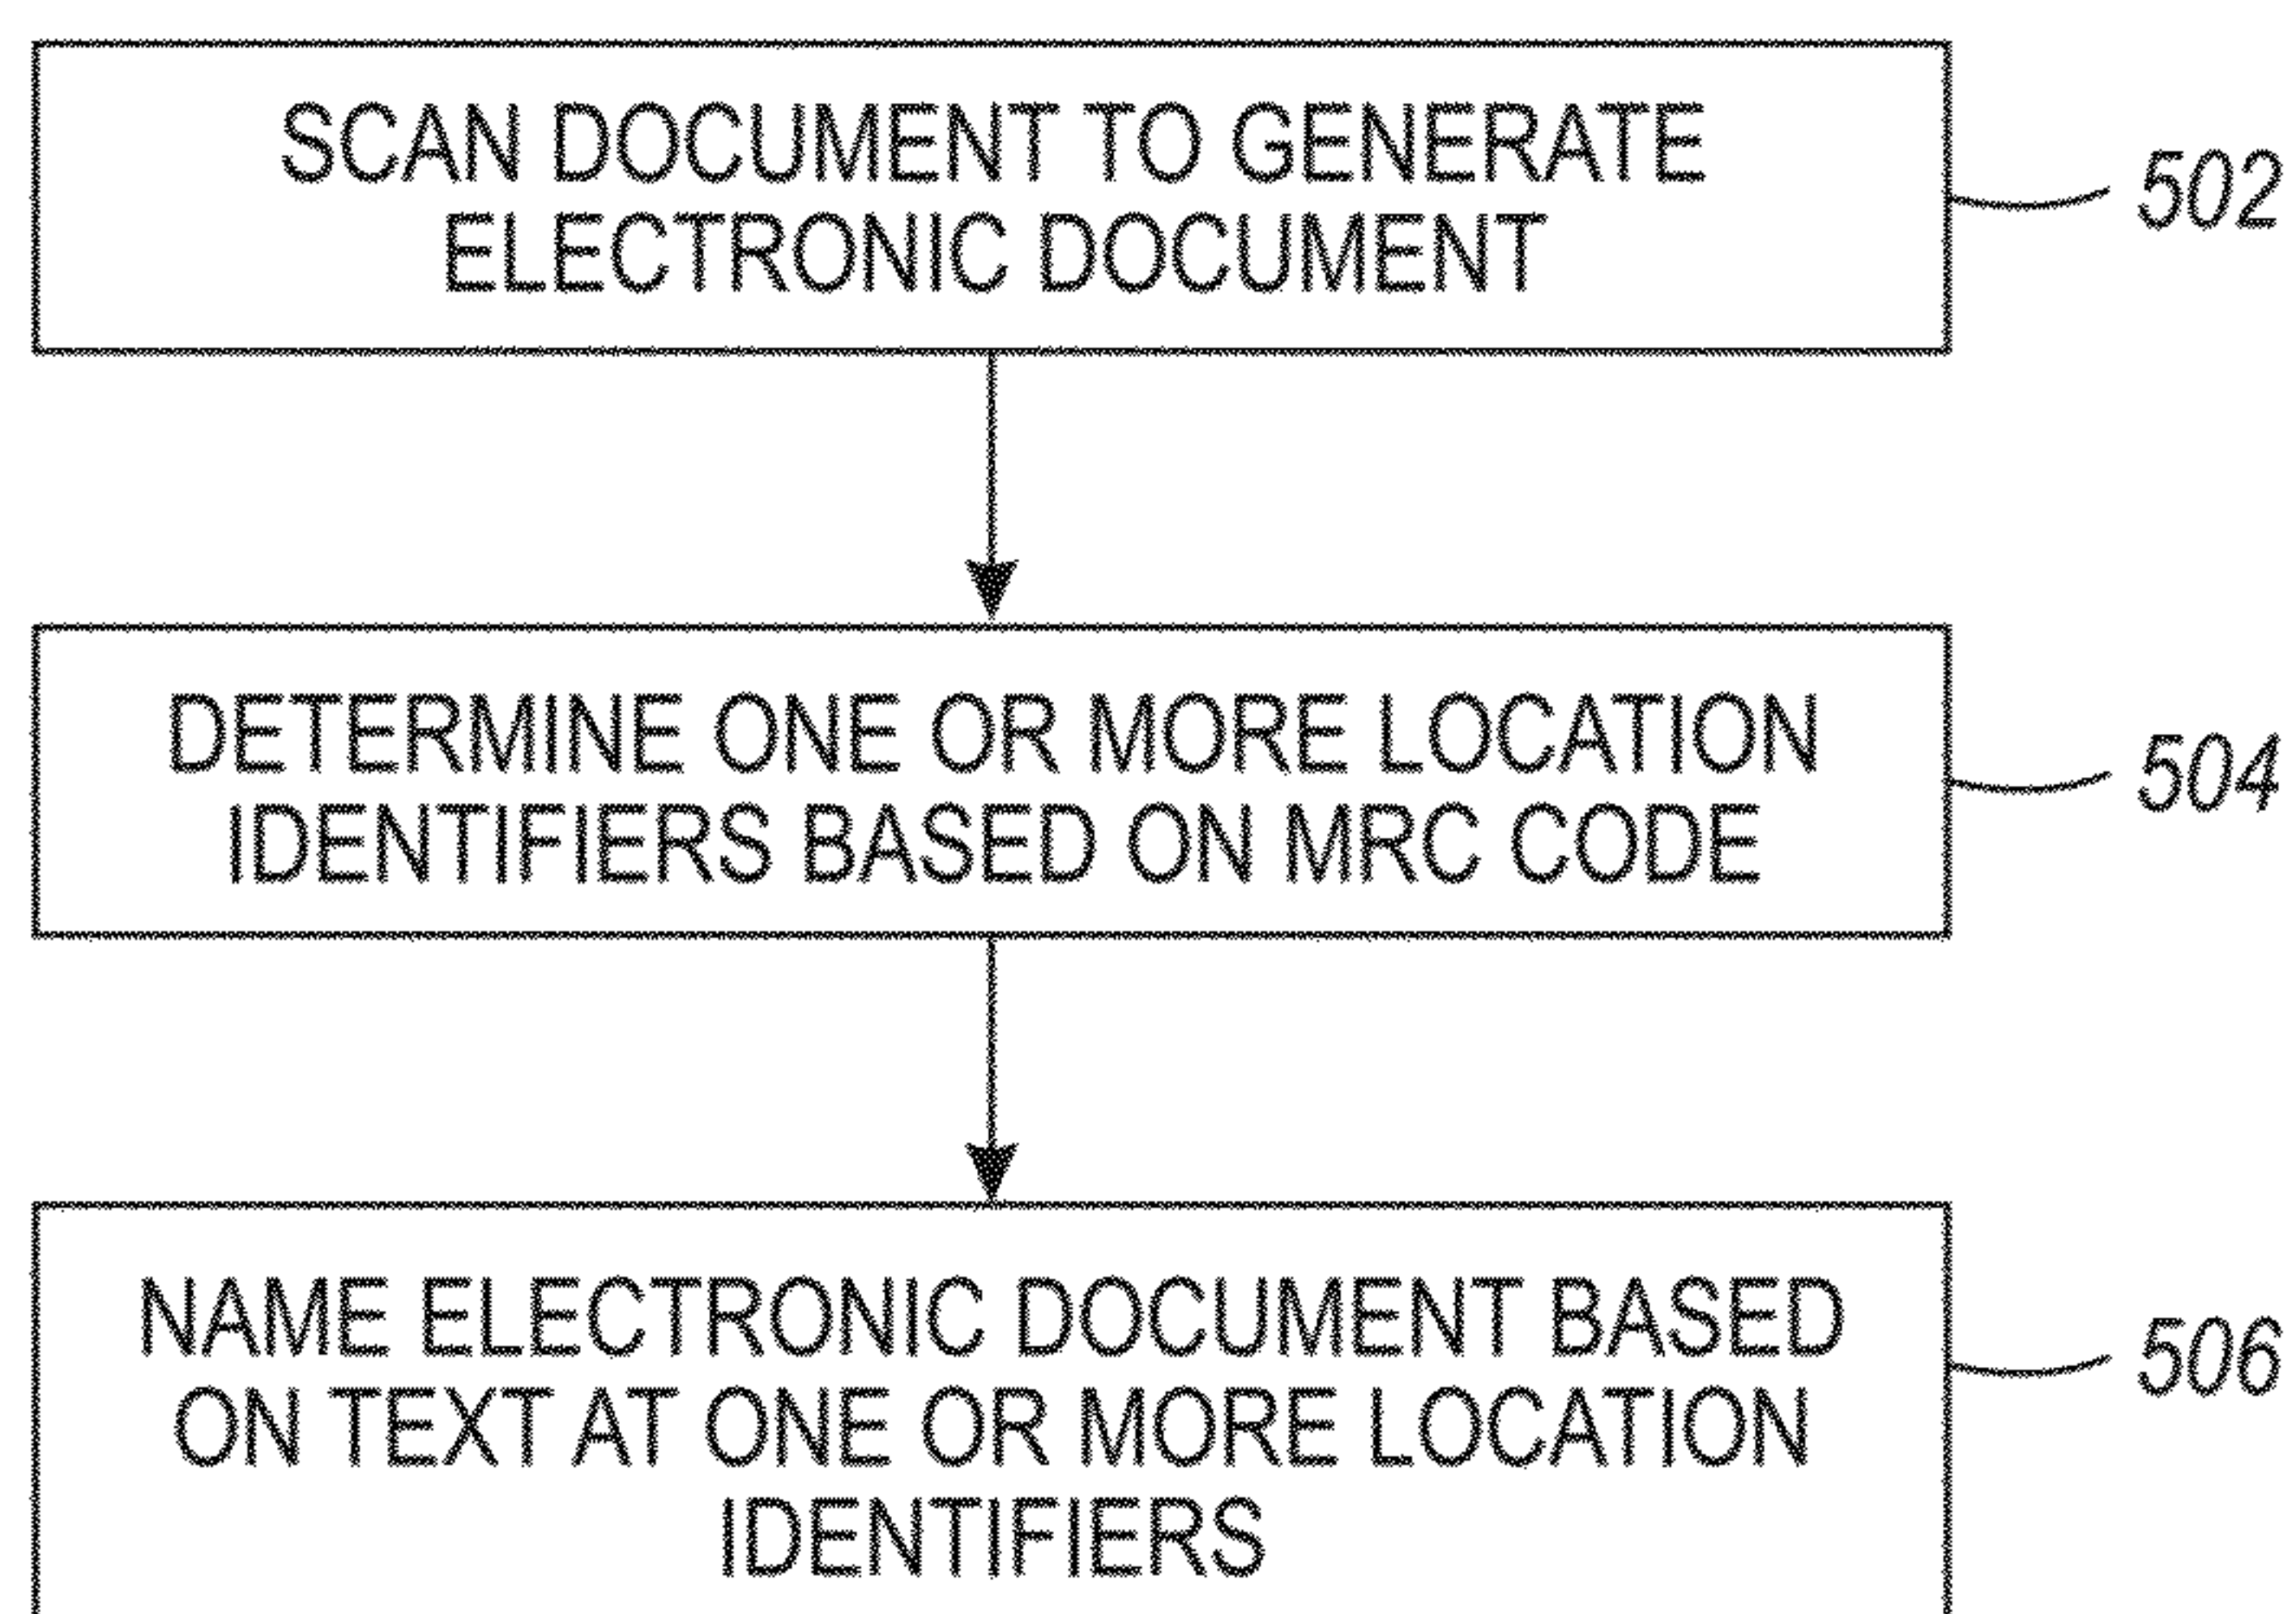 SCAN DOCUMENT TO GENERATE
ELECTRONIC DOCUMENT
502
DETERMINE ONE OR MORE LOCATION
IDENTIFIERS BASED ON MRC CODE
504
NAME ELECTRONIC DOCUMENT BASED
ON TEXT AT ONE OR MORE LOCATION
IDENTIFIERS
506